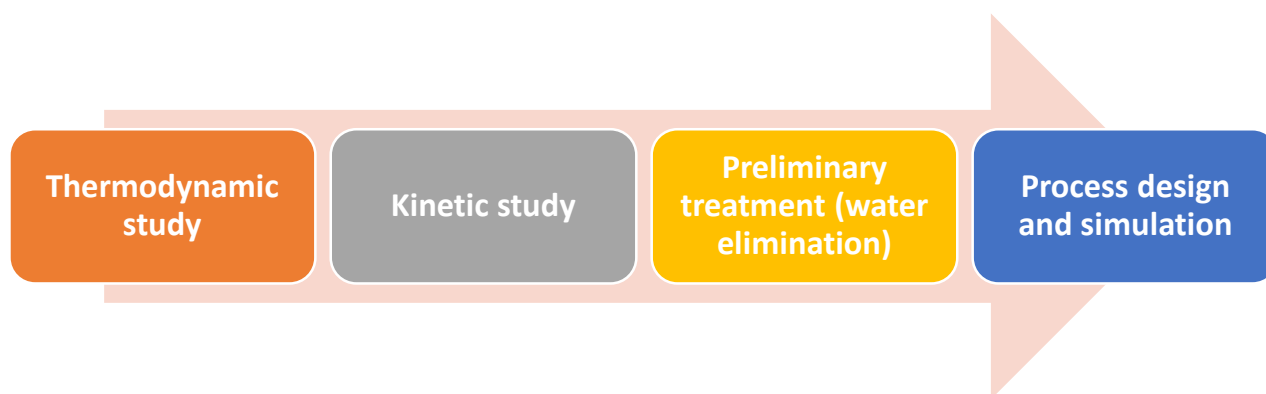 Thermodynamic
study
Kinetic study
Preliminary
treatment (water
elimination)
Process design
and simulation